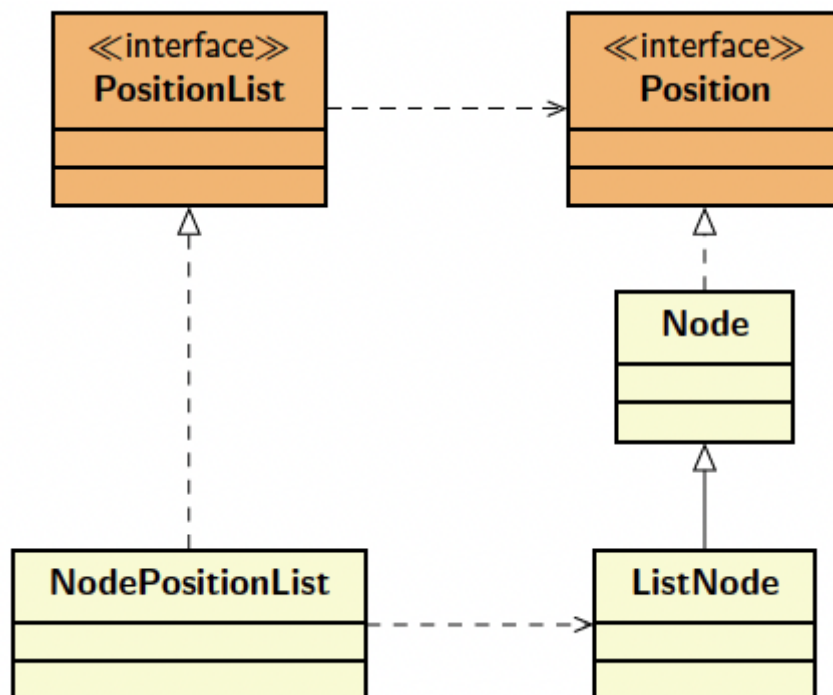 ≪interface≫
PositionList
≪interface≫
Position
Node
NodePositionList
ListNode